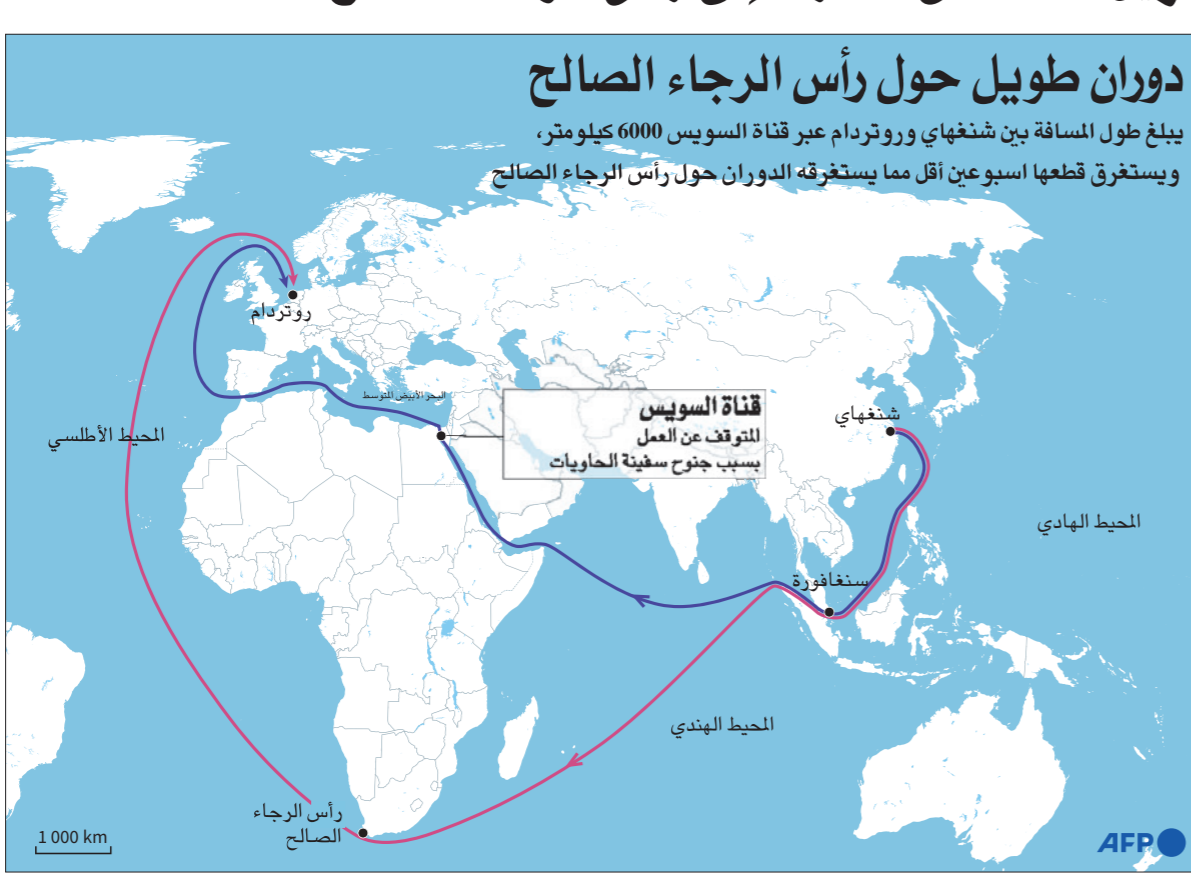 دوران طويل حول رأس الرجاء الصالح
يبلغ طول المسافة بين شنغهاي وروتردام عبر قناة السويس 6000 كيلومتر،
ويستغرق قطعها اسبوعين أقل مما يستغرقه الدوران حول رأس الرجاء الصالح
روتردام
البحر الأبيض المتوسط
قناة السويس
المتوقف عن العمل
بسبب جنوح سفينة الحاويات
شنغهاي
المحيط الأطلسي
المحيط الهادي
سنغافورة
المحيط الهندي
رأس الرجاء
الصالح
1 000 km
AFP